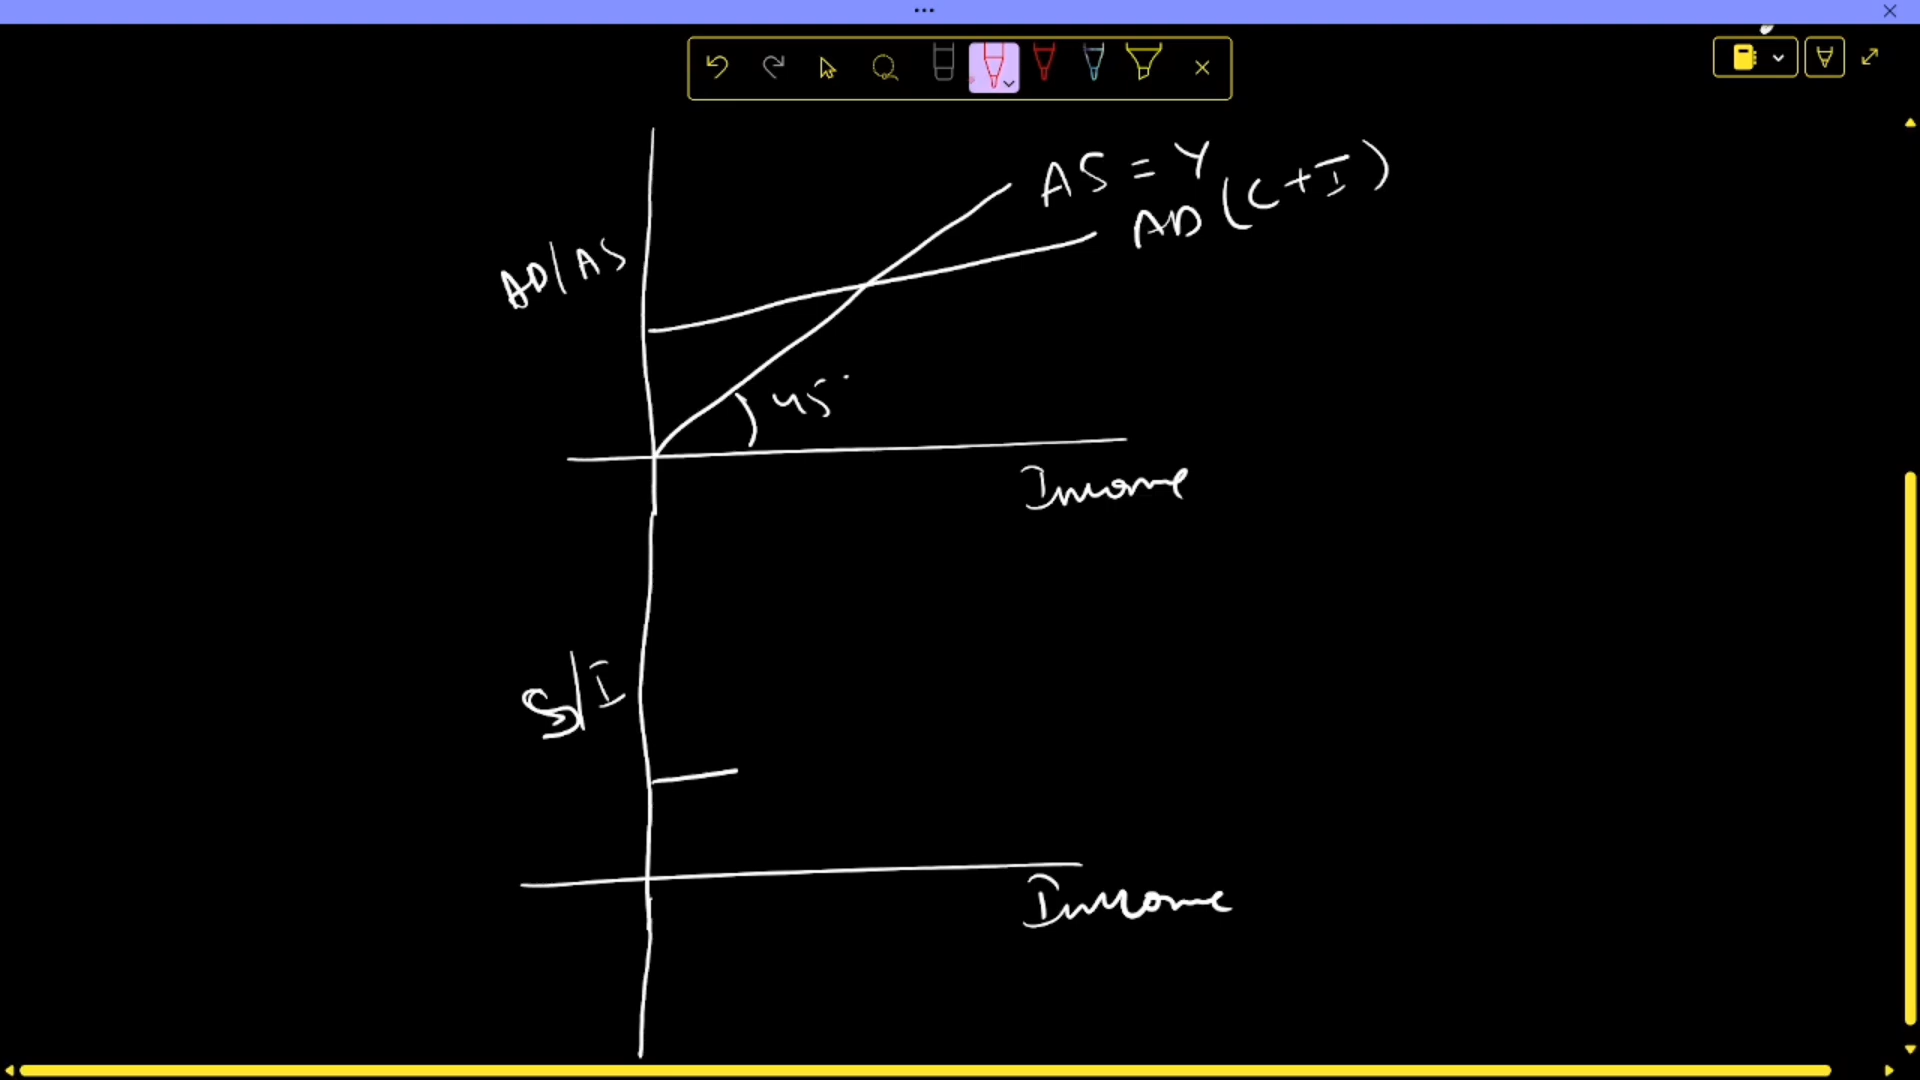 AS = Y
AD (C+I)
AD/AS
45°
Income
S/I
Income